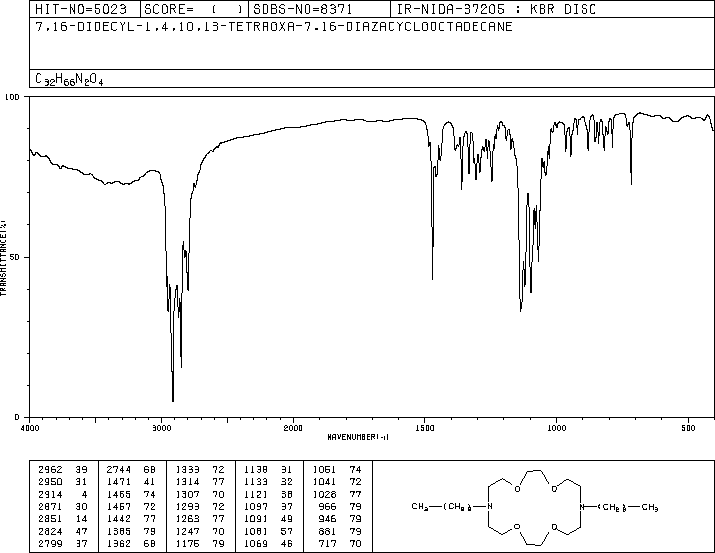 HIT-NO=5023 SCORE= ( ) SDBS-NO=8371 IR-NIDA-37205 : KBR DISC
7,16-DIDECYL-1,4,10,13-TETRAOXA-7,16-DIAZACYCLOOCTADECANE
C32H66N2O4
100
50
0
TRANSMITTANCE(%)
4000 3000 2000 1500 1000 500
WAVENUMBER(-1)
2962 39 2744 68 1333 72 1138 31 1051 74
2950 31 1471 41 1314 77 1133 32 1041 72
2914 4 1465 74 1307 70 1121 38 1028 77
2871 30 1457 72 1293 72 1097 37 966 79
2851 14 1442 77 1263 77 1091 49 946 79
2824 47 1385 79 1247 70 1081 57 881 79
2799 37 1362 68 1175 79 1069 46 717 70
O O
CH3 (CH2)9 N N (CH2)9 CH3
O O